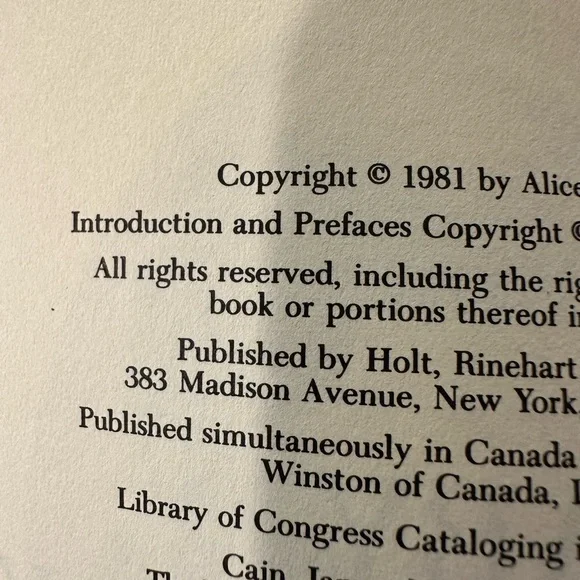 Copyright © 1981 by Alice
Introduction and Prefaces Copyright ©
All rights reserved, including the rig
book or portions thereof i
Published by Holt, Rinehart
383 Madison Avenue, New York
Published simultaneously in Canada
Winston of Canada,
Library of Congress Cataloging i
Cain,